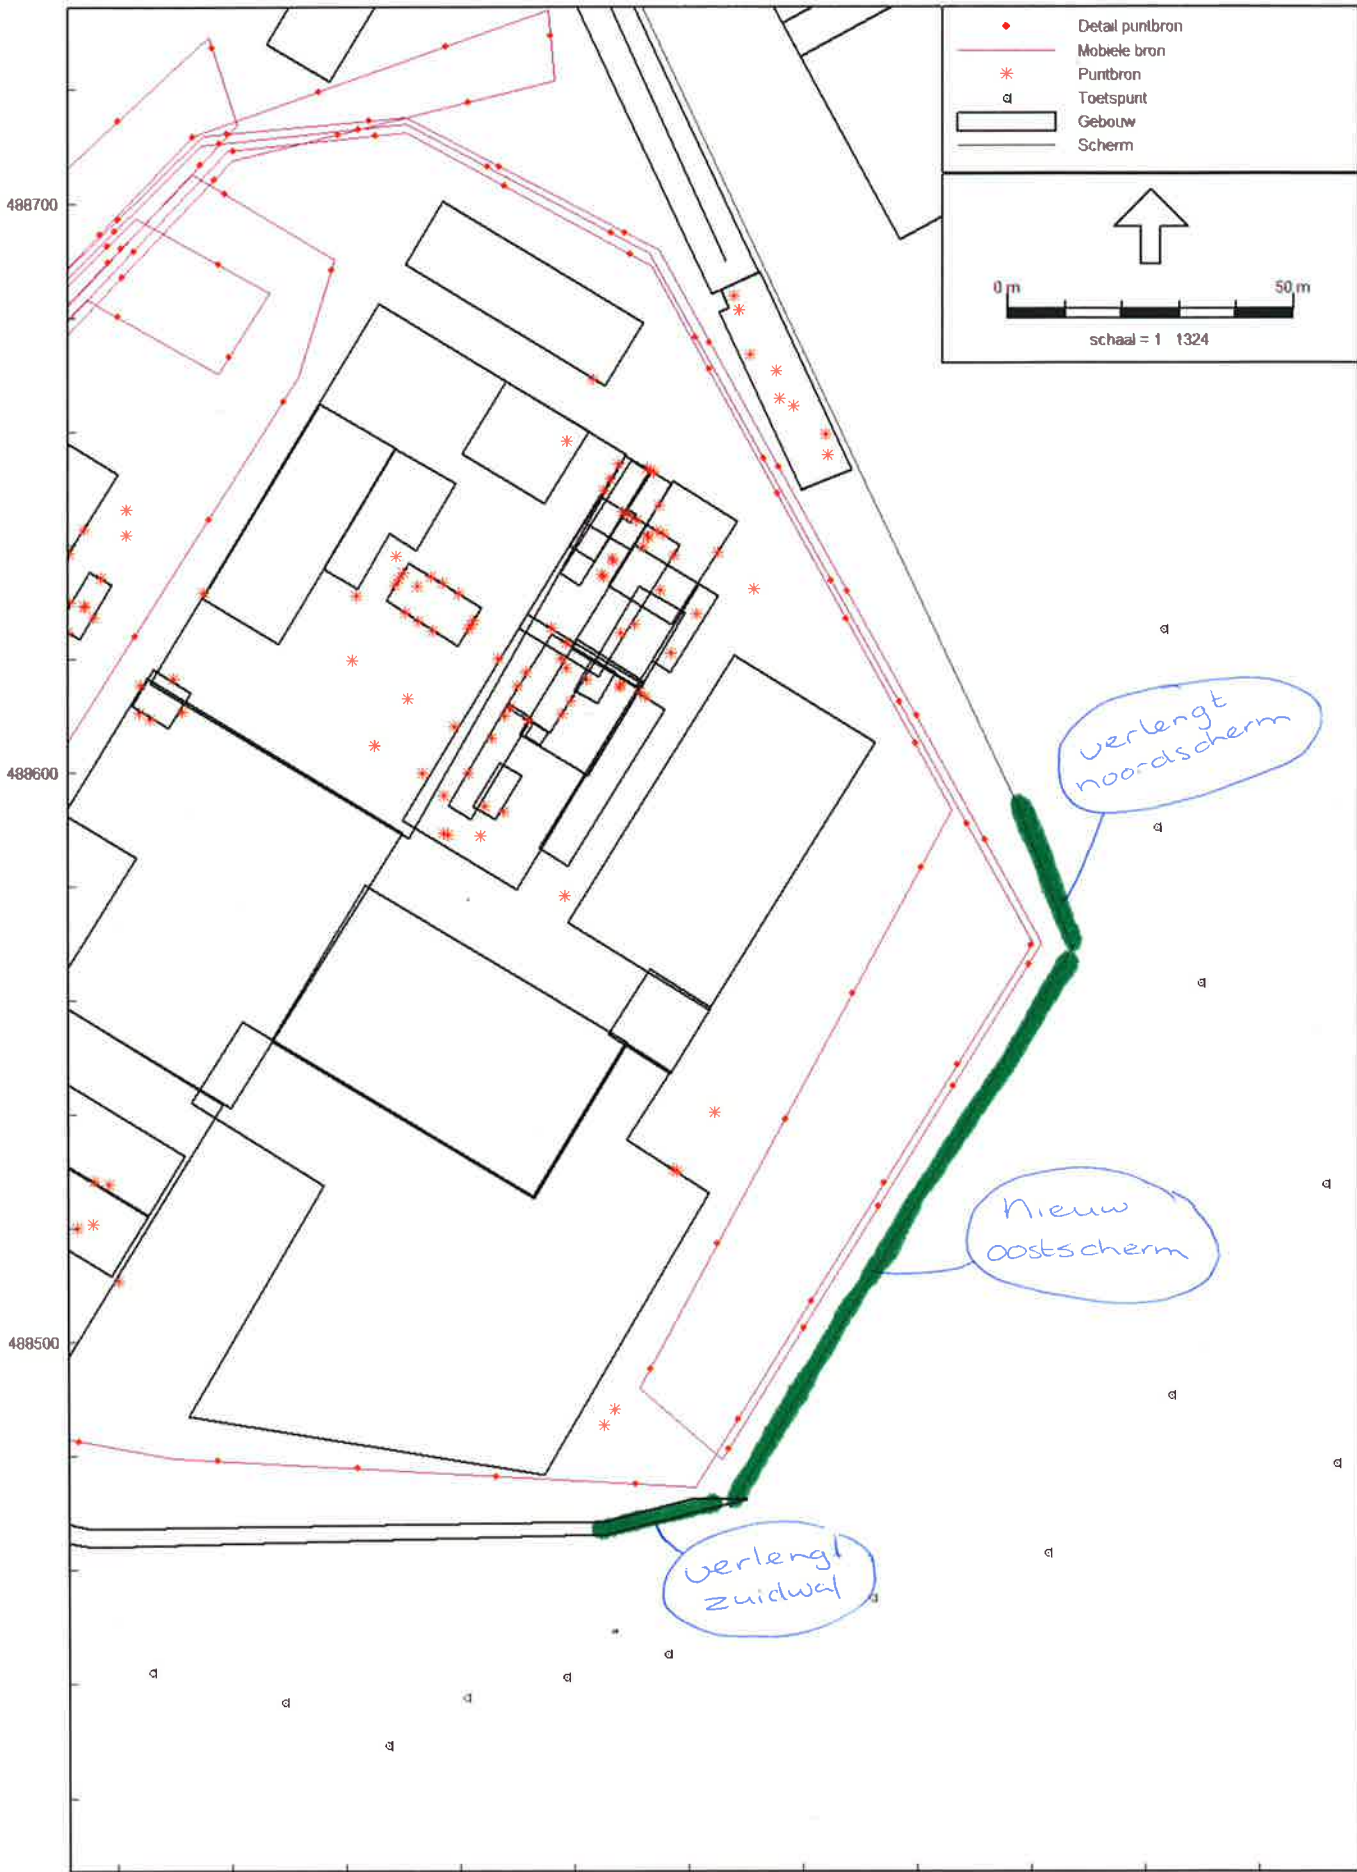 Detail puntbron
Mobiele bron
Puntbron
Toetspunt
Gebouw
Scherm
0 m 50 m
schaal = 1 1324
488700
488600
488500
verlengt
noordscherm
Nieuw
oostscherm
verlengt
zuidwal